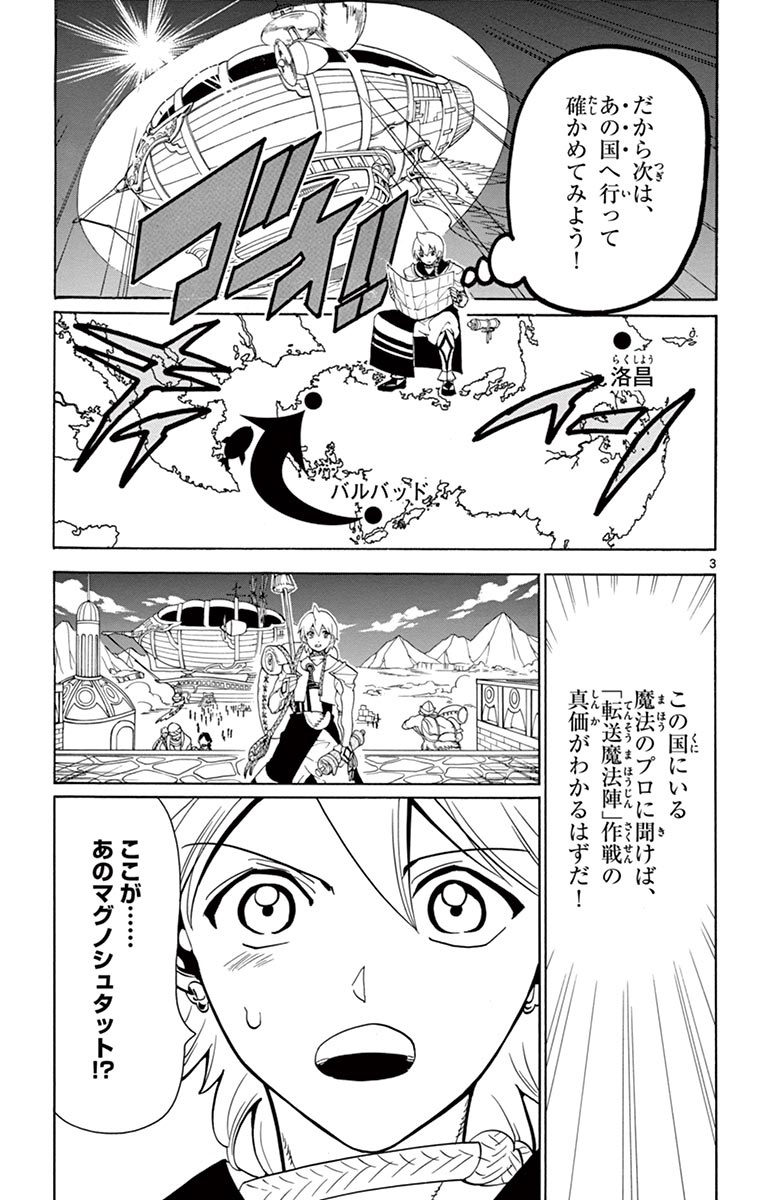 だから次は、
あの国へ行って
確かめてみよう！
ゴオ!!
洛昌
バルバッド
3
この国にいる
魔法のプロに聞けば、
「転送魔法陣」作戦の
真価がわかるはずだ！
ここが……
あのマグノシュタット!?